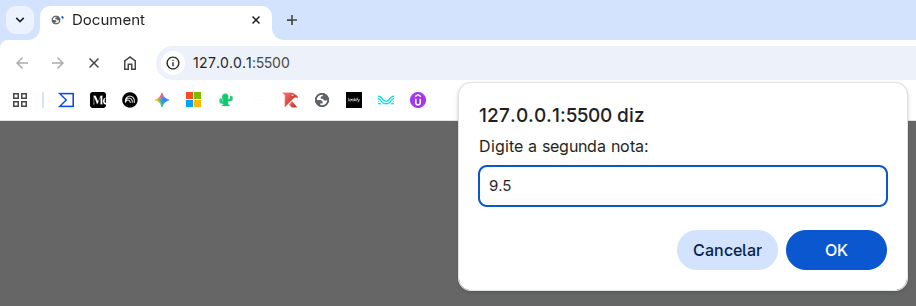 Document
127.0.0.1:5500
127.0.0.1:5500 diz
Digite a segunda nota:
9.5
Cancelar
OK